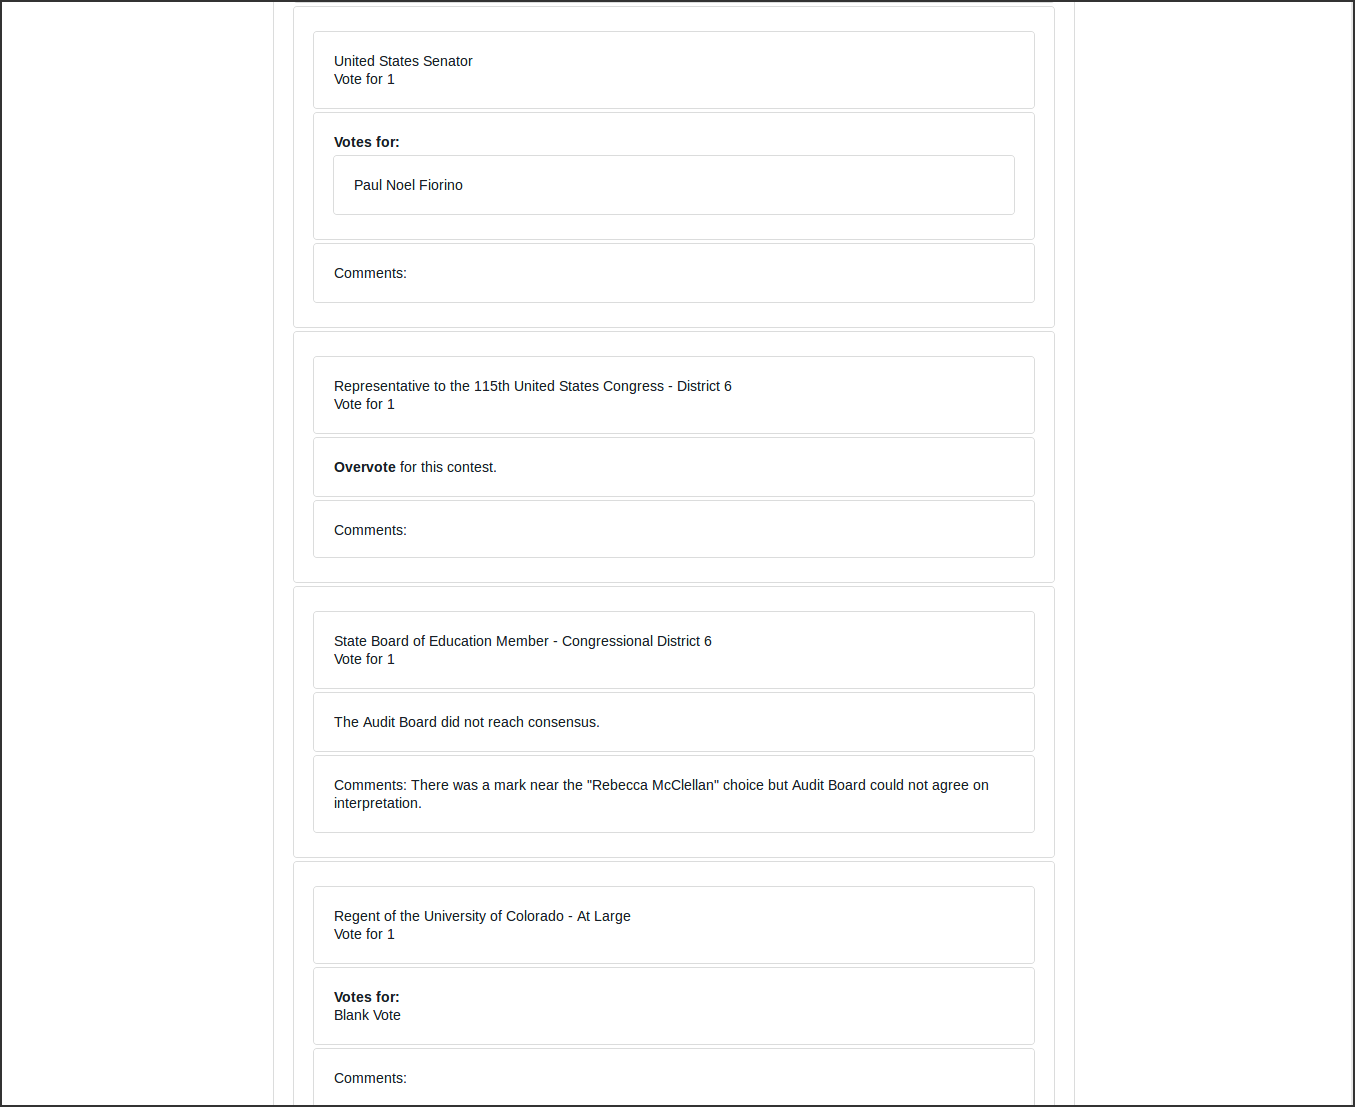 United States Senator
Vote for 1
Votes for:
Paul Noel Fiorino
Comments:
Representative to the 115th United States Congress - District 6
Vote for 1
Overvote for this contest.
Comments:
State Board of Education Member - Congressional District 6
Vote for 1
The Audit Board did not reach consensus.
Comments: There was a mark near the "Rebecca McClellan" choice but Audit Board could not agree on
interpretation.
Regent of the University of Colorado - At Large
Vote for 1
Votes for:
Blank Vote
Comments: